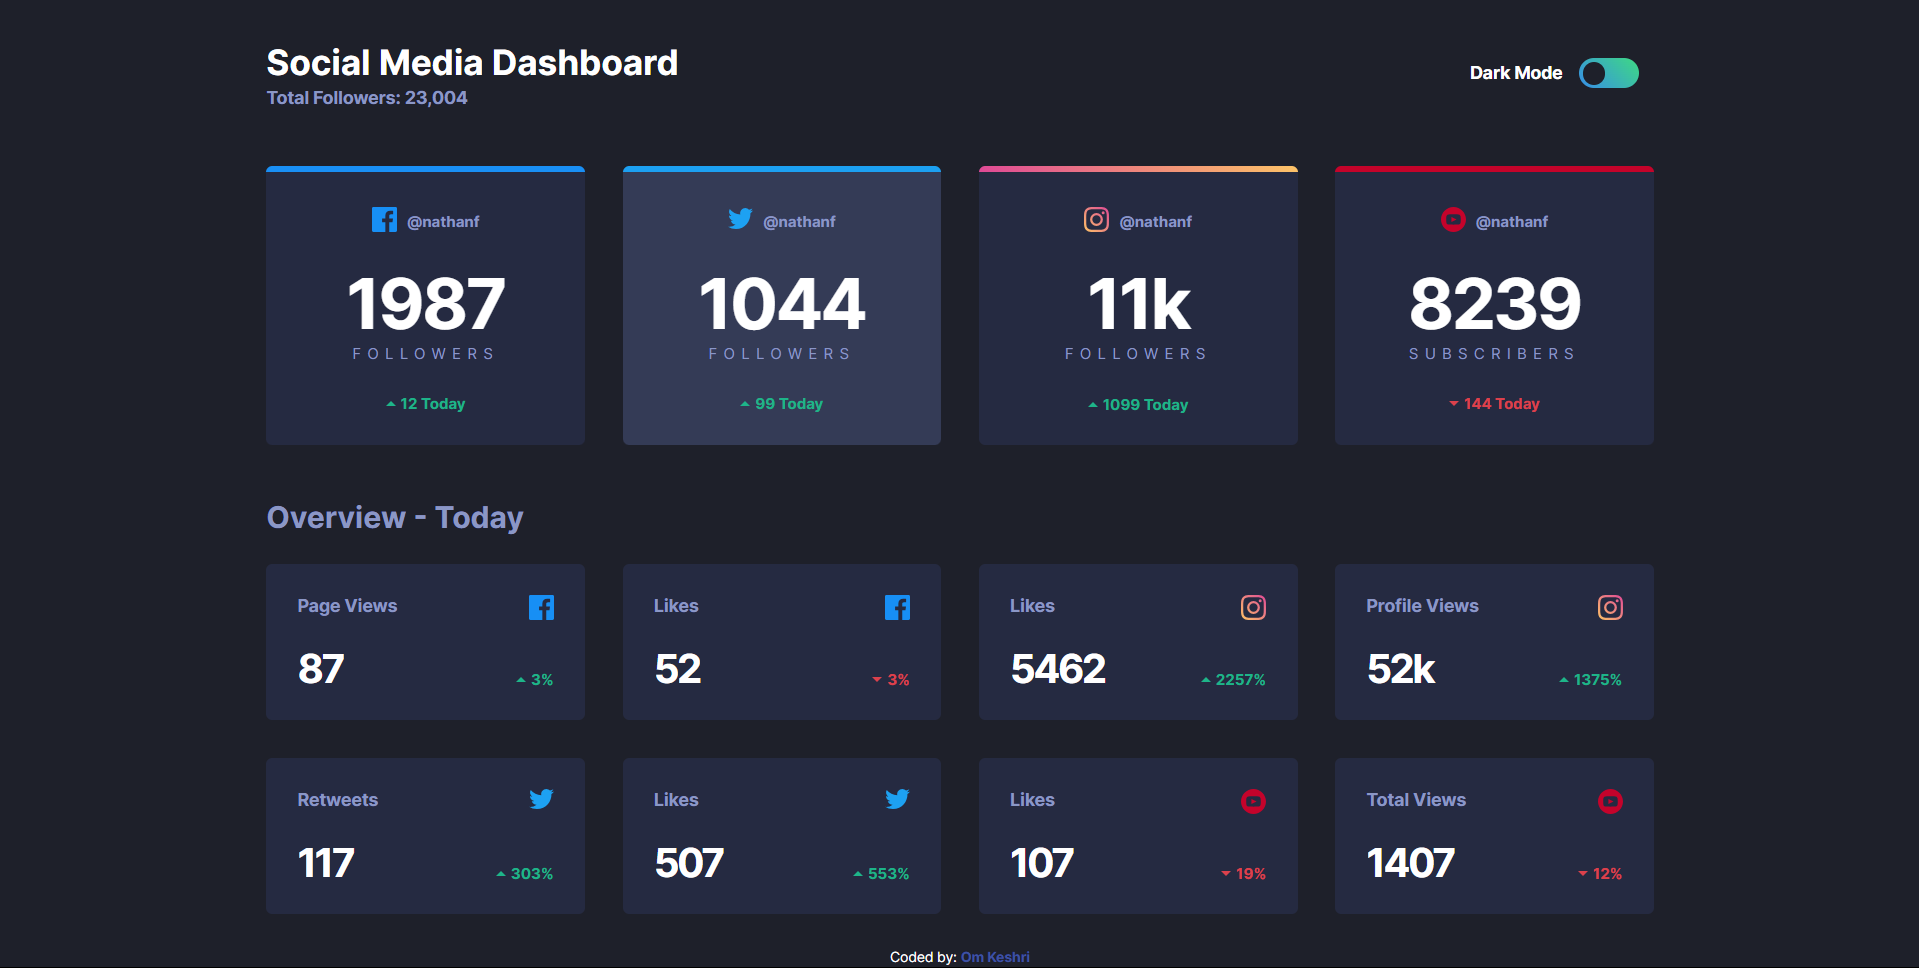 Social Media Dashboard
Total Followers: 23,004
Dark Mode
@nathanf
1987
FOLLOWERS
12 Today
@nathanf
1044
FOLLOWERS
99 Today
@nathanf
11k
FOLLOWERS
1099 Today
@nathanf
8239
SUBSCRIBERS
144 Today
Overview - Today
Page Views
87
3%
Likes
52
3%
Likes
5462
2257%
Profile Views
52k
1375%
Retweets
117
303%
Likes
507
553%
Likes
107
19%
Total Views
1407
12%
Coded by: Om Keshri